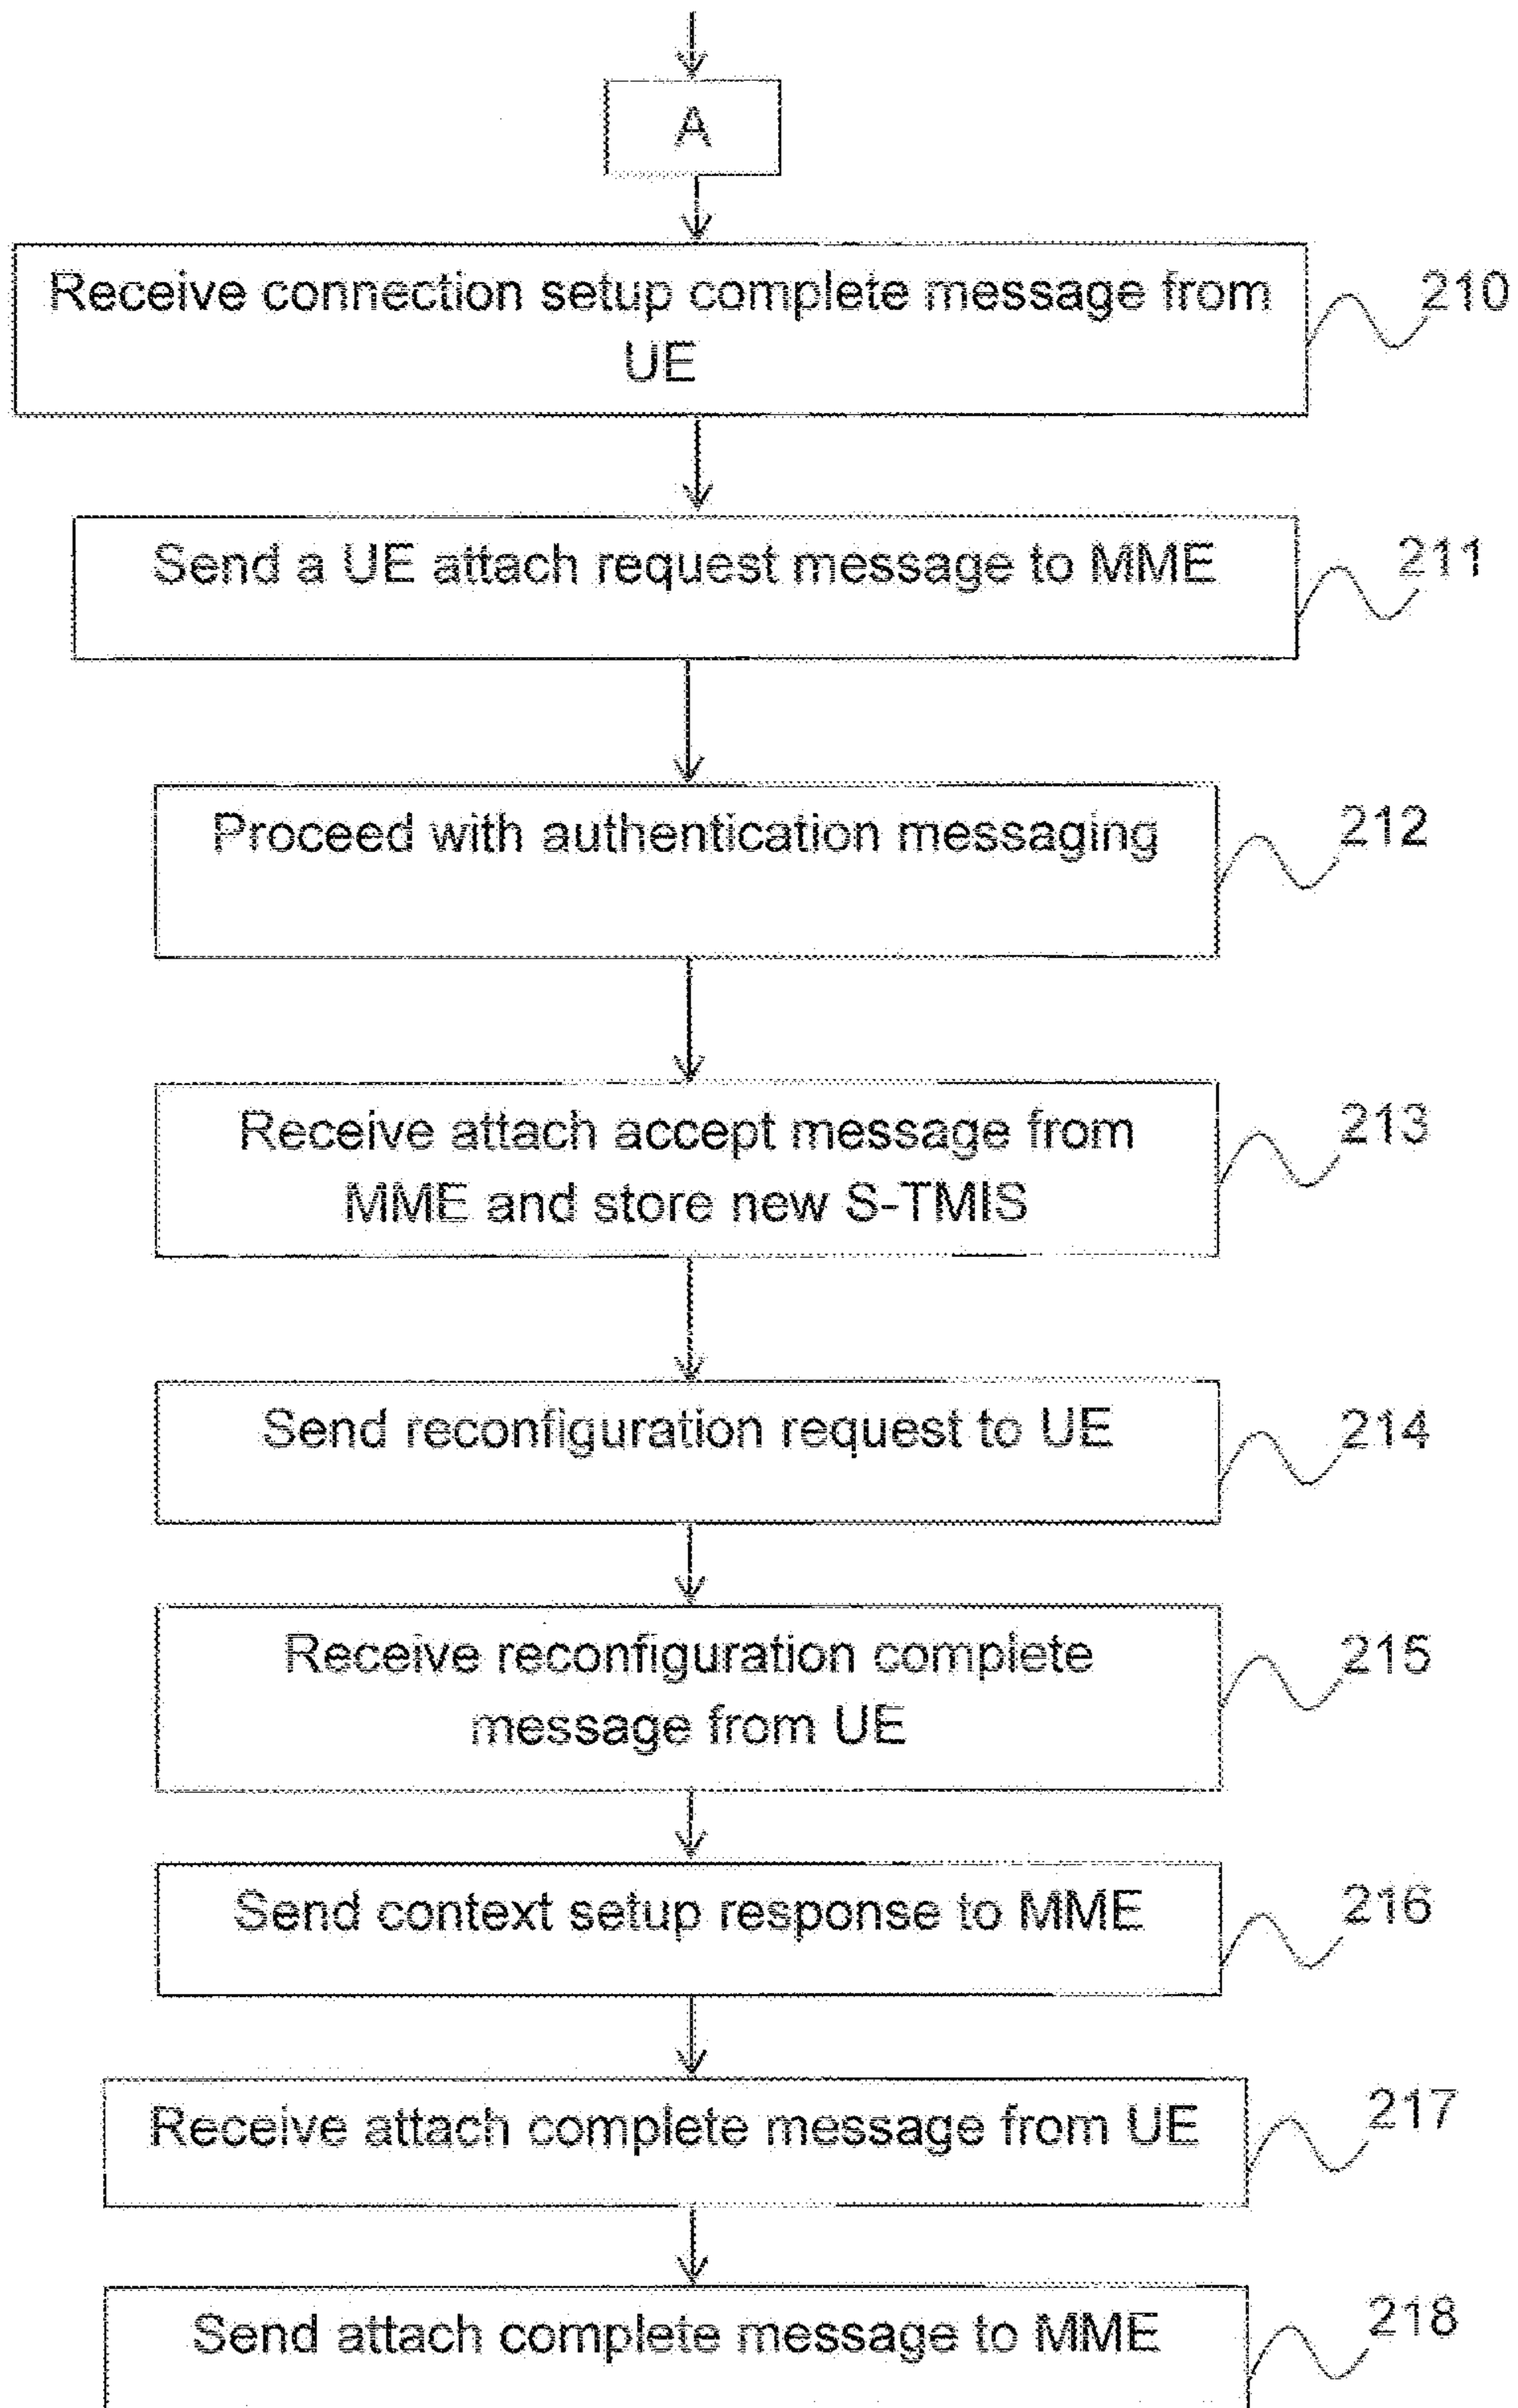 A
Receive connection setup complete message from
UE
210
Send a UE attach request message to MME
211
Proceed with authentication messaging
212
Receive attach accept message from
MME and store new S-TMIS
213
Send reconfiguration request to UE
214
Receive reconfiguration complete
message from UE
215
Send context setup response to MME
216
Receive attach complete message from UE
217
Send attach complete message to MME
218